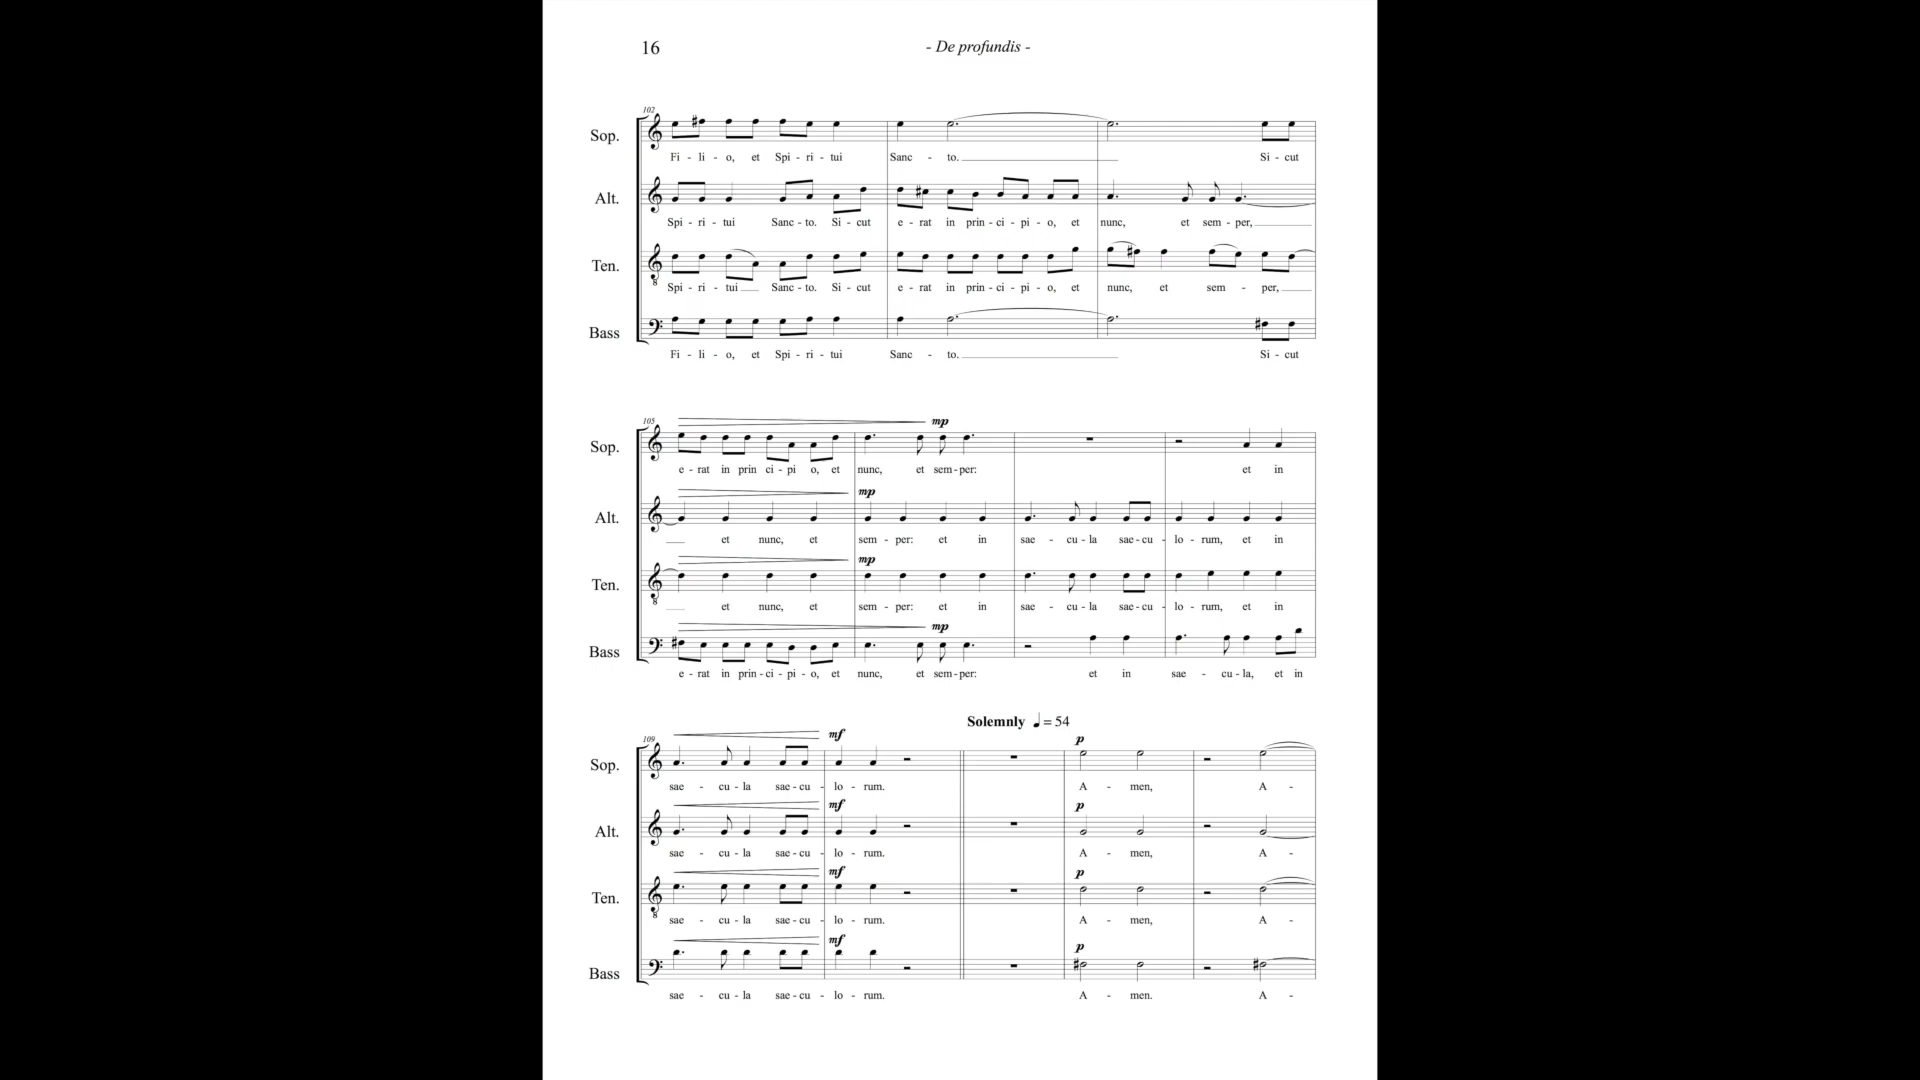 16
- De profundis -
102
Sop.
Fi - li - o, et Spi - ri - tui Sanc - to. Si - cut
Alt.
Spi - ri - tui Sanc - to. Si - cut e - rat in prin - ci - pi - o, et nunc, et sem - per,
Ten.
Spi - ri - tui Sanc - to. Si - cut e - rat in prin - ci - pi - o, et nunc, et sem - per,
Bass
Fi - li - o, et Spi - ri - tui Sanc - to. Si - cut
105
mp
Sop.
e - rat in prin ci - pi o, et nunc, et sem - per: et in
mp
Alt.
et nunc, et sem - per: et in sae - cu - la sae - cu - lo - rum, et in
mp
Ten.
et nunc, et sem - per: et in sae - cu - la sae - cu - lo - rum, et in
mp
Bass
e - rat in prin - ci - pi - o, et nunc, et sem - per: et in sae - cu - la, et in
Solemnly ♩ = 54
109
mf p
Sop.
sae - cu - la sae - cu - lo - rum. A - men, A -
mf p
Alt.
sae - cu - la sae - cu - lo - rum. A - men, A -
mf p
Ten.
sae - cu - la sae - cu - lo - rum. A - men, A -
mf p
Bass
sae - cu - la sae - cu - lo - rum. A - men. A -